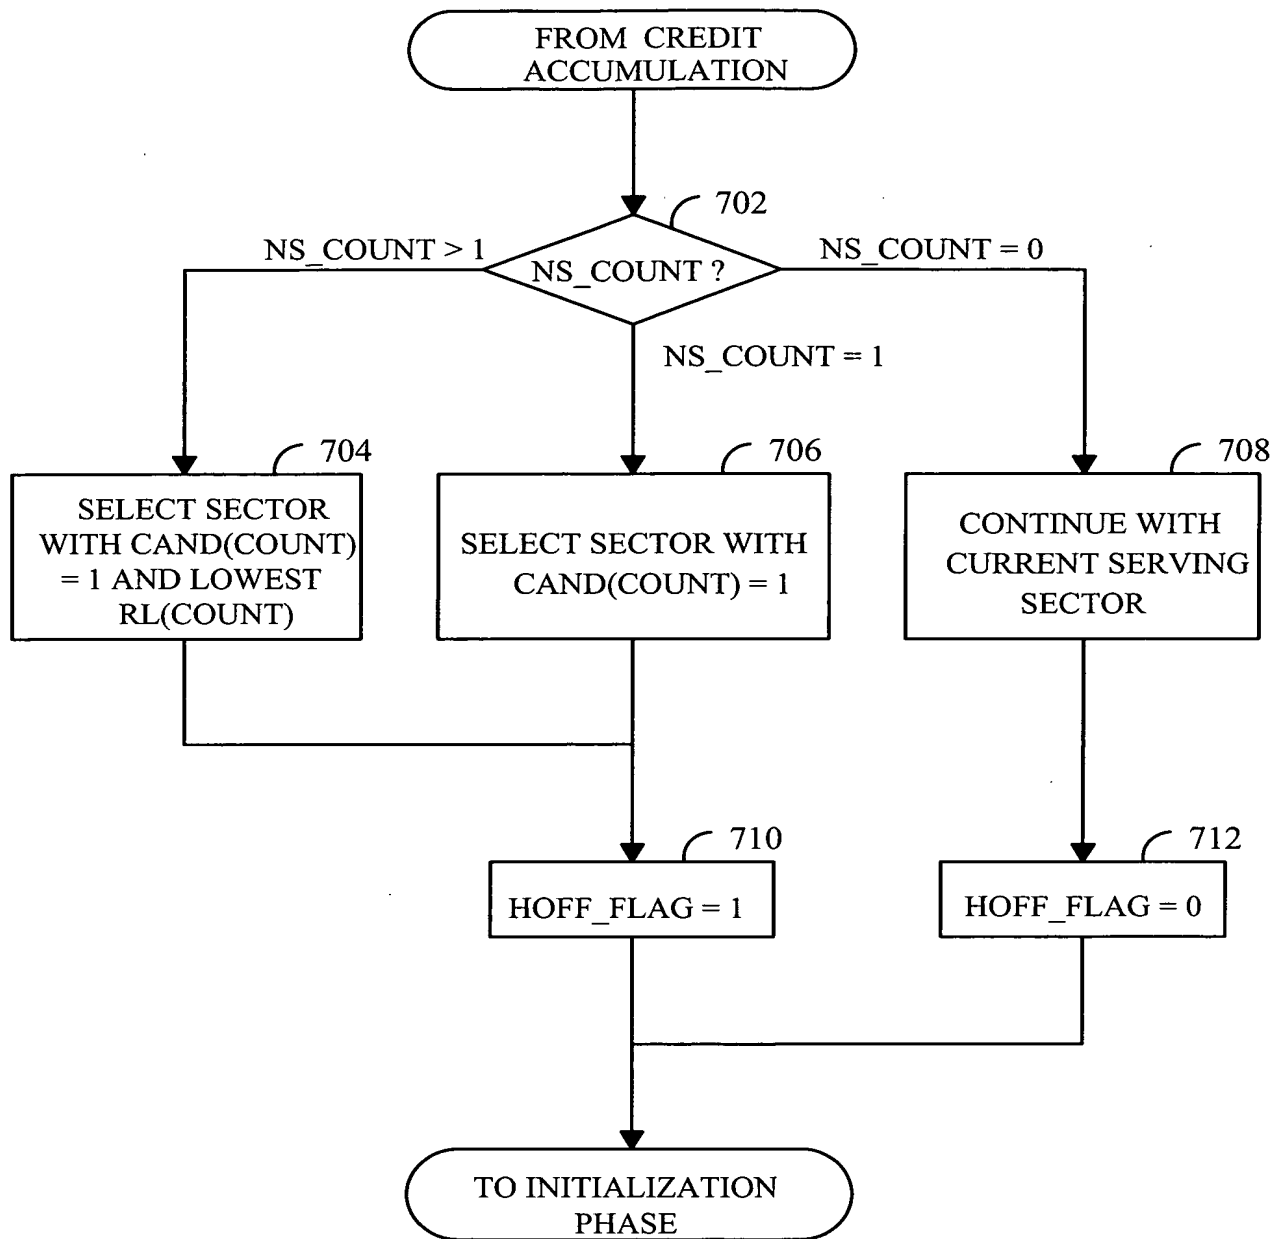 FROM CREDIT
ACCUMULATION
702
NS_COUNT > 1
NS_COUNT ?
NS_COUNT = 0
NS_COUNT = 1
704
706
708
SELECT SECTOR
WITH CAND(COUNT)
= 1 AND LOWEST
RL(COUNT)
SELECT SECTOR WITH
CAND(COUNT) = 1
CONTINUE WITH
CURRENT SERVING
SECTOR
710
712
HOFF_FLAG = 1
HOFF_FLAG = 0
TO INITIALIZATION
PHASE